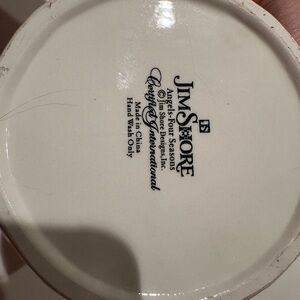 JS
JIM SHORE
Angels-Four Seasons
© Jim Shore Designs, Inc.
Certified International
Made in China
Hand Wash Only